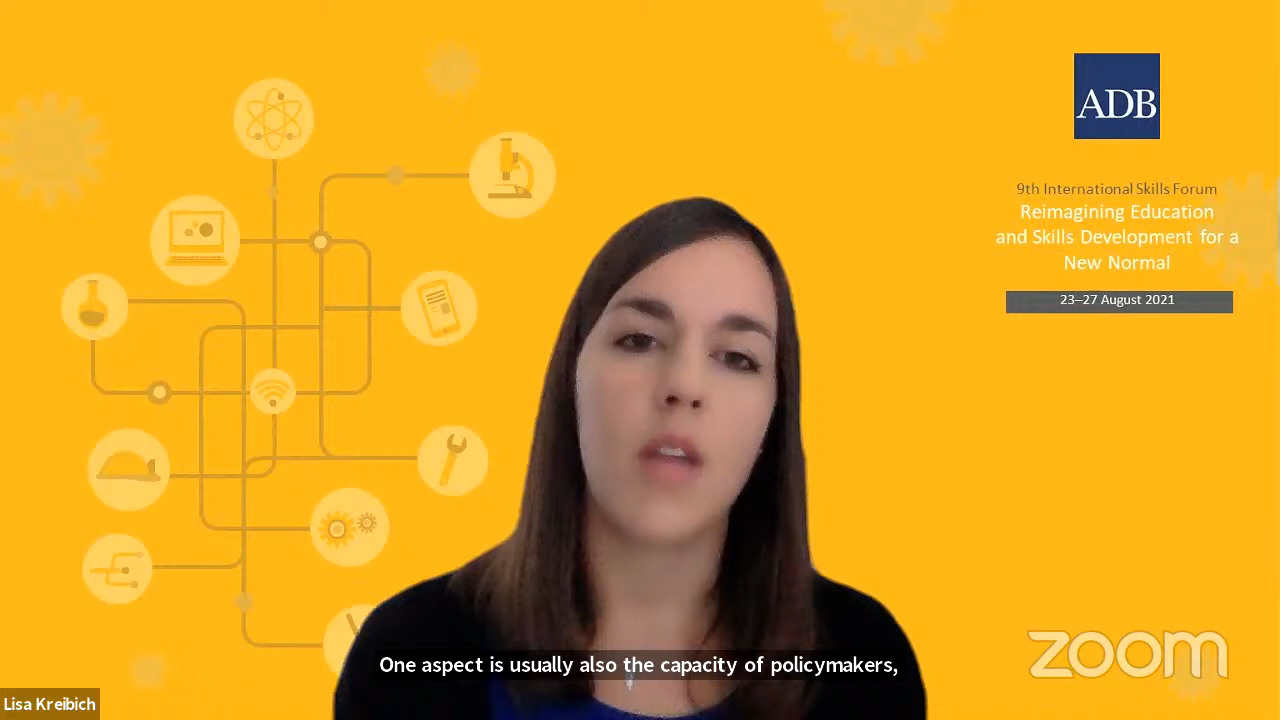 ADB
9th International Skills Forum
Reimagining Education
and Skills Development for a
New Normal
23–27 August 2021
One aspect is usually also the capacity of policymakers,
zoom
Lisa Kreibich